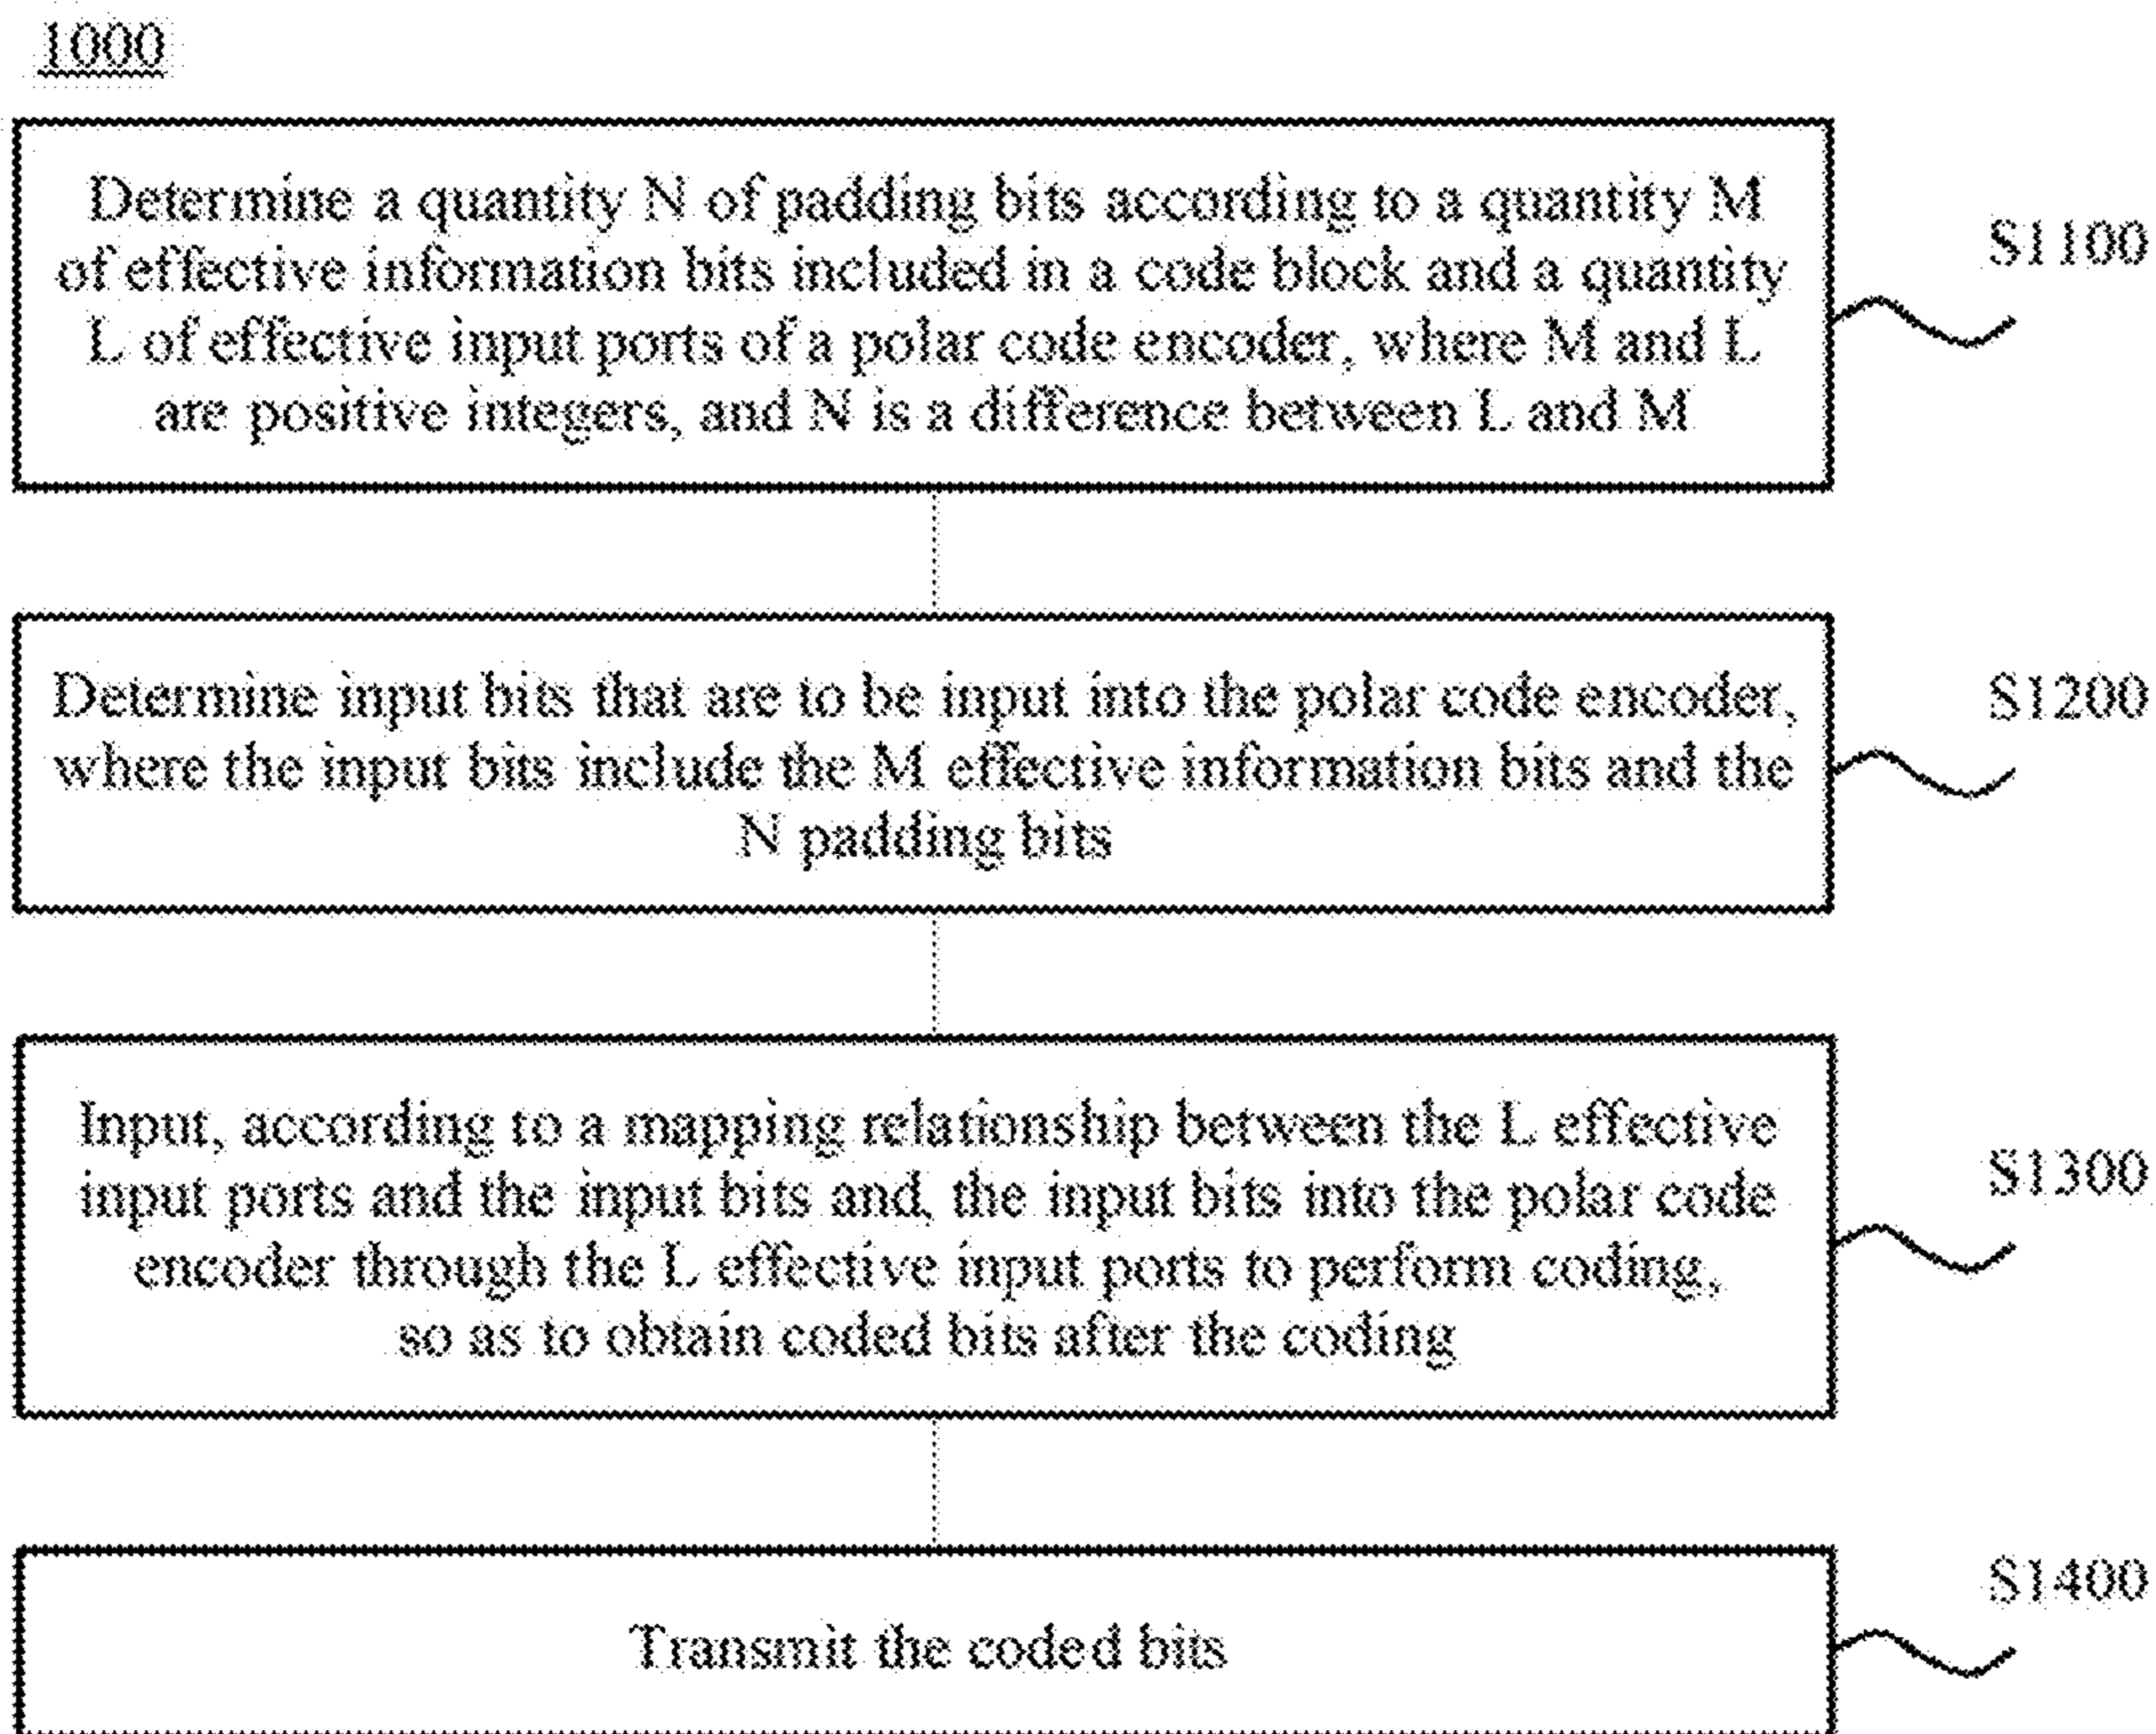 1000
Determine a quantity N of padding bits according to a quantity M
of effective information bits included in a code block and a quantity
L of effective input ports of a polar code encoder, where M and L
are positive integers, and N is a difference between L and M
S1100
Determine input bits that are to be input into the polar code encoder,
where the input bits include the M effective information bits and the
N padding bits
S1200
Input, according to a mapping relationship between the L effective
input ports and the input bits and, the input bits into the polar code
encoder through the L effective input ports to perform coding,
so as to obtain coded bits after the coding
S1300
Transmit the coded bits
S1400